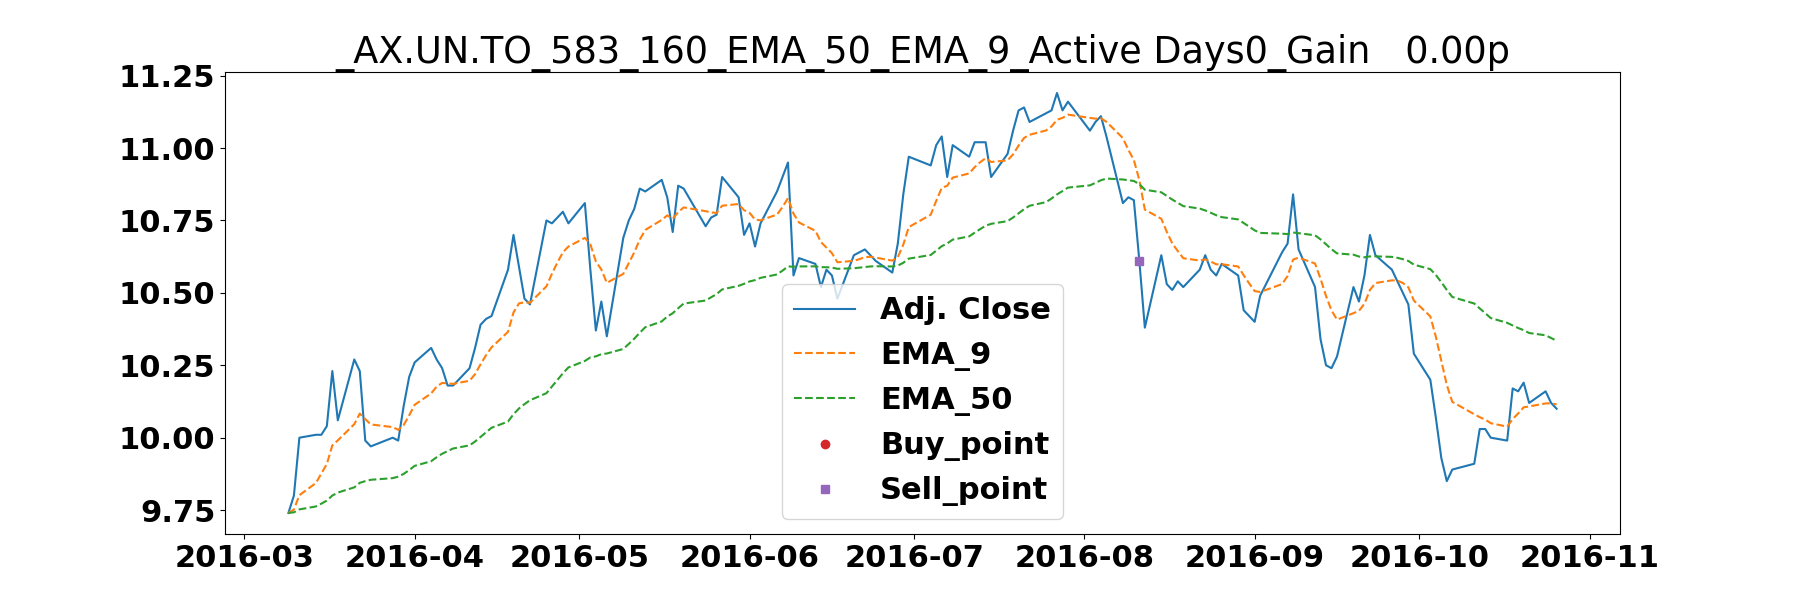 _AX.UN.TO_583_160_EMA_50_EMA_9_Active Days0_Gain   0.00p
11.25
11.00
10.75
10.50
10.25
10.00
9.75
Adj. Close
EMA_9
EMA_50
Buy_point
Sell_point
2016-03 2016-04 2016-05 2016-06 2016-07 2016-08 2016-09 2016-10 2016-11